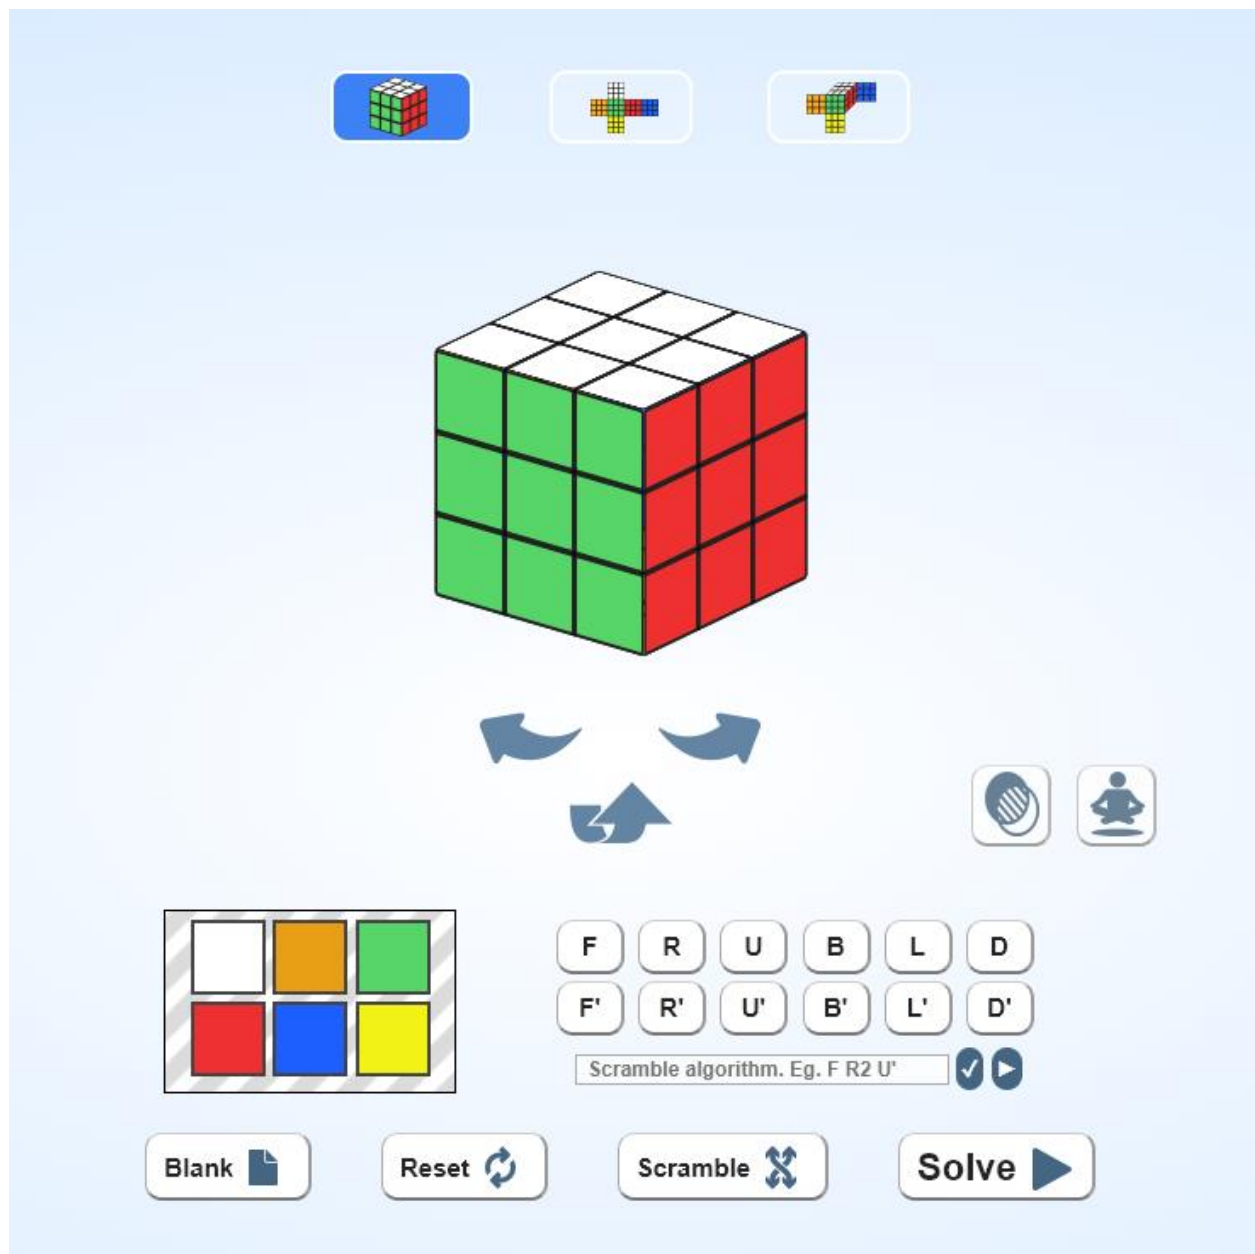 F R U B L D
F' R' U' B' L' D'
Scramble algorithm. Eg. F R2 U'
Blank Reset Scramble Solve